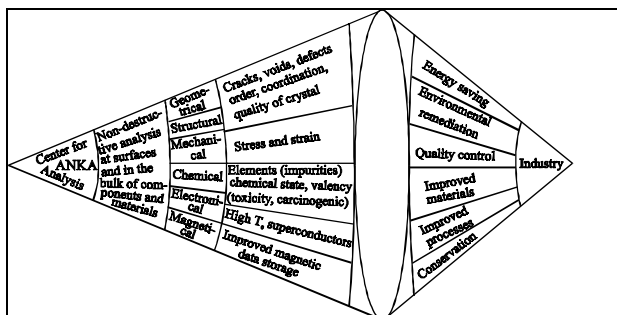 Center for
ANKA
Analysis
Non-destruc-
tive analysis
at surfaces
and in the
bulk of com-
ponents and
materials
Geome-
trical
Structural
Mechani-
cal
Chemical
Electroni-
cal
Magneti-
cal
Cracks, voids, defects
order, coordination,
quality of crystal
Stress and strain
Elements (impurities)
chemical state, valency
(toxicity, carcinogenic)
High Tc superconductors
Improved magnetic
data storage
Energy saving
Environmental
remediation
Quality control
Improved
materials
Improved
processes
Conservation
Industry